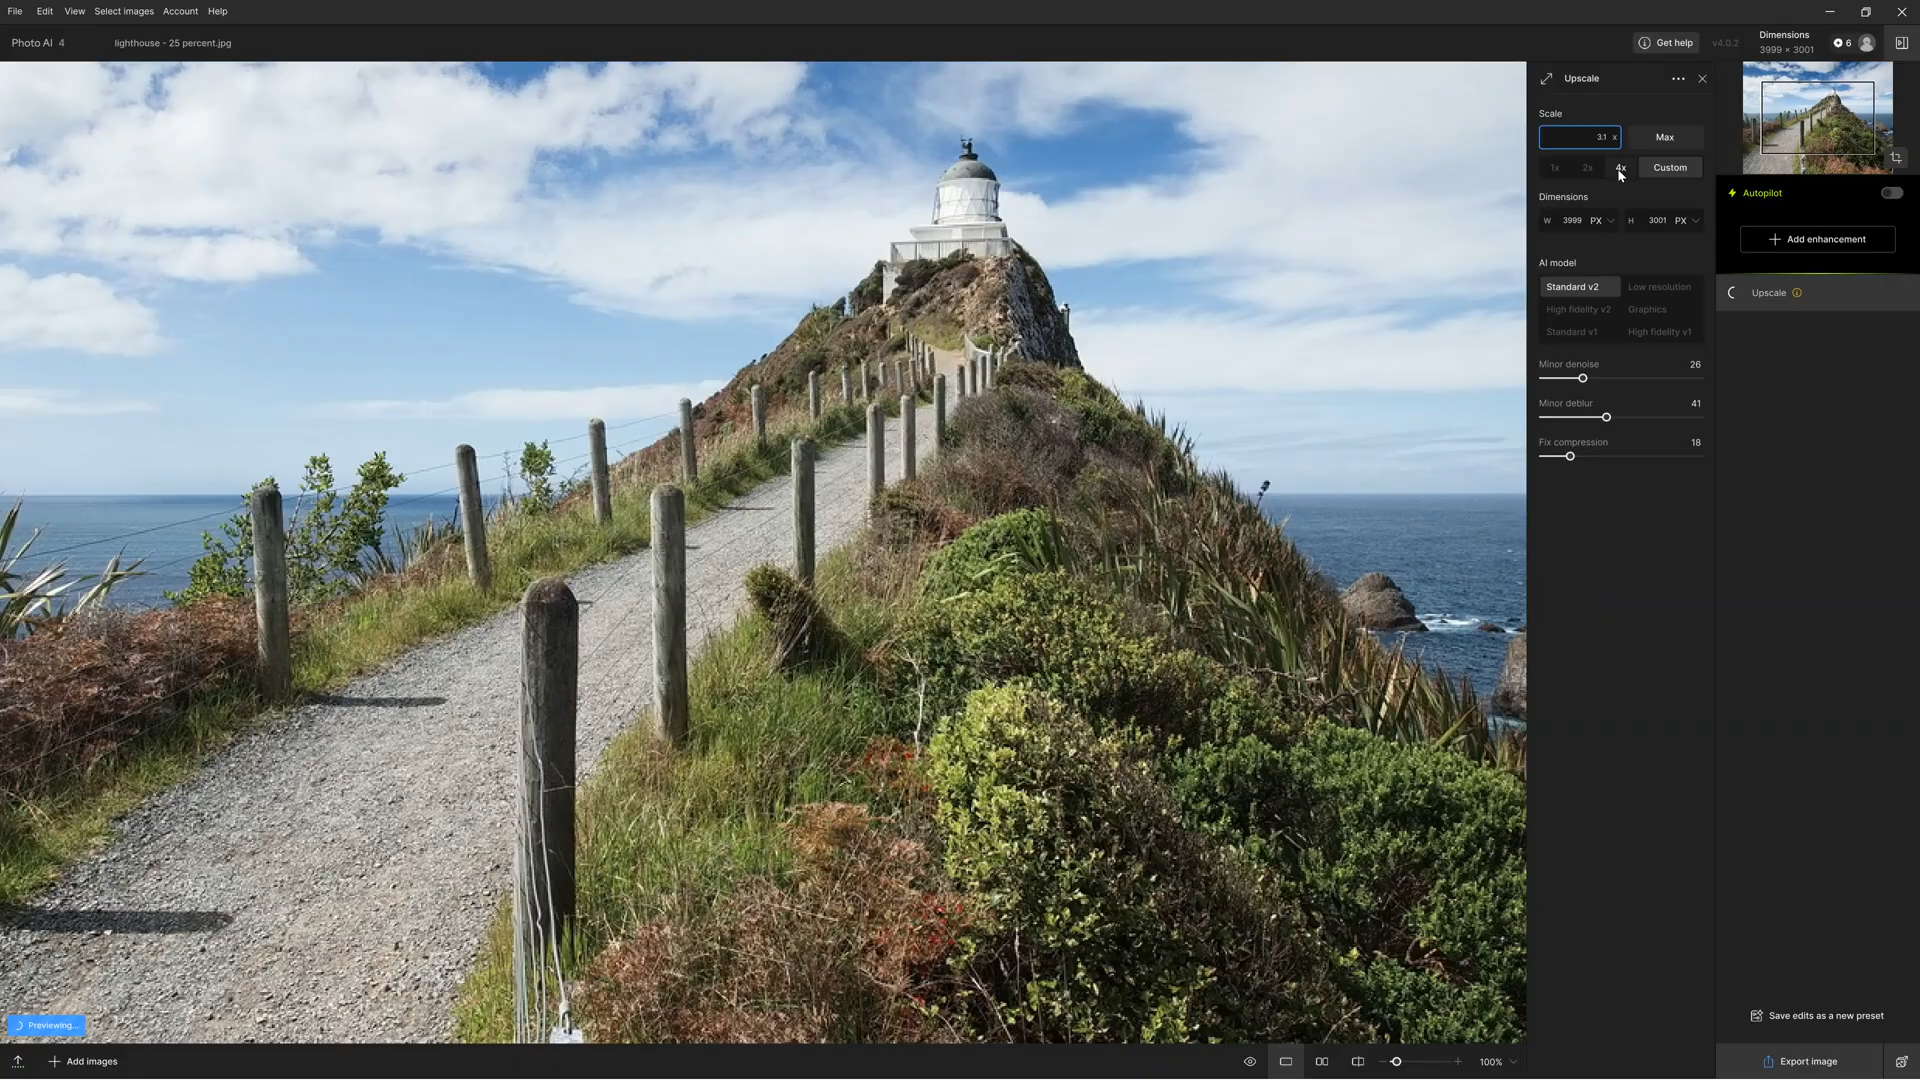 File Edit View Select images Account Help
Photo AI 4 lighthouse - 25 percent.jpg Get help v4.0.2
Dimensions
3999 × 3001
6
Upscale
Scale
3.1 x Max
1x 2x 4x Custom
Dimensions
W 3999 PX H 3001 PX
AI model
Standard v2 Low resolution
High fidelity v2 Graphics
Standard v1 High fidelity v1
Minor denoise 26
Minor deblur 41
Fix compression 18
Autopilot
Add enhancement
Upscale
Save edits as a new preset
Previewing...
Add images 100% Export image